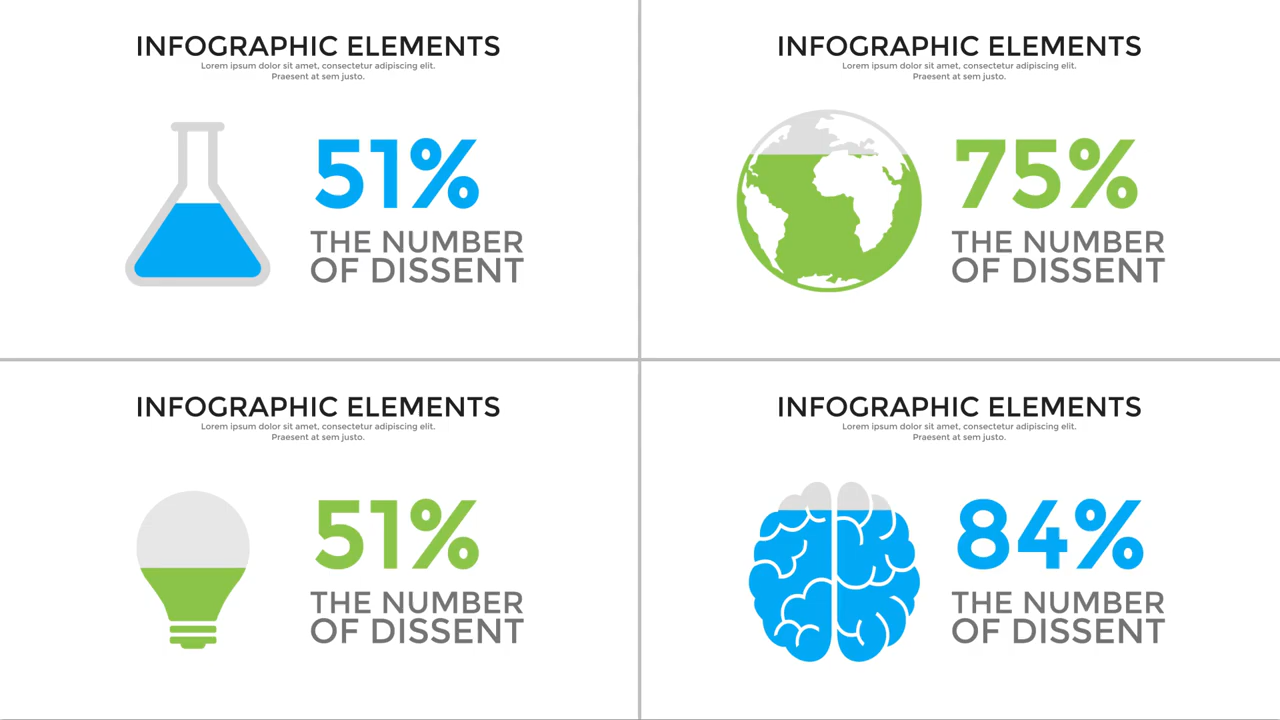 INFOGRAPHIC ELEMENTS
Lorem ipsum dolor sit amet, consectetur adipiscing elit.
Praesent at sem justo.
51%
THE NUMBER
OF DISSENT
INFOGRAPHIC ELEMENTS
Lorem ipsum dolor sit amet, consectetur adipiscing elit.
Praesent at sem justo.
75%
THE NUMBER
OF DISSENT
INFOGRAPHIC ELEMENTS
Lorem ipsum dolor sit amet, consectetur adipiscing elit.
Praesent at sem justo.
51%
THE NUMBER
OF DISSENT
INFOGRAPHIC ELEMENTS
Lorem ipsum dolor sit amet, consectetur adipiscing elit.
Praesent at sem justo.
84%
THE NUMBER
OF DISSENT